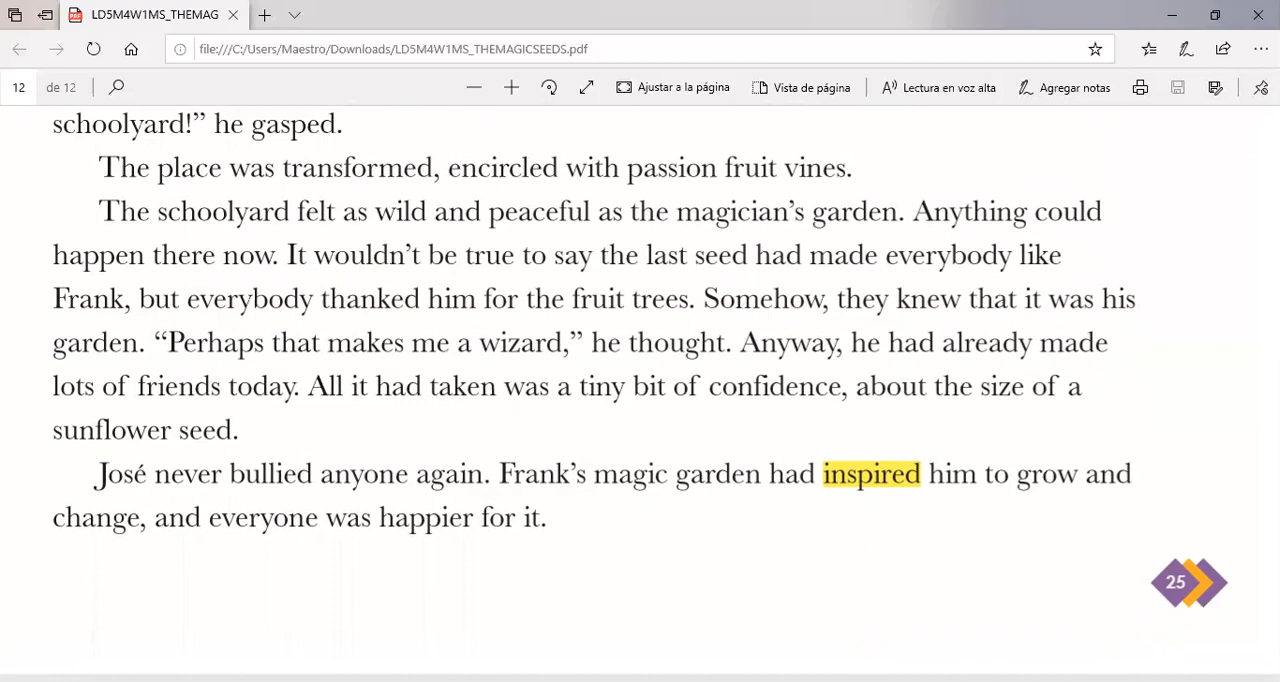 LD5M4W1MS_THEMAG
file:///C:/Users/Maestro/Downloads/LD5M4W1MS_THEMAGICSEEDS.pdf
12 de 12 Ajustar a la página Vista de página Lectura en voz alta Agregar notas
schoolyard!” he gasped.
The place was transformed, encircled with passion fruit vines.
The schoolyard felt as wild and peaceful as the magician’s garden. Anything could
happen there now. It wouldn’t be true to say the last seed had made everybody like
Frank, but everybody thanked him for the fruit trees. Somehow, they knew that it was his
garden. “Perhaps that makes me a wizard,” he thought. Anyway, he had already made
lots of friends today. All it had taken was a tiny bit of confidence, about the size of a
sunflower seed.
José never bullied anyone again. Frank’s magic garden had inspired him to grow and
change, and everyone was happier for it.
25